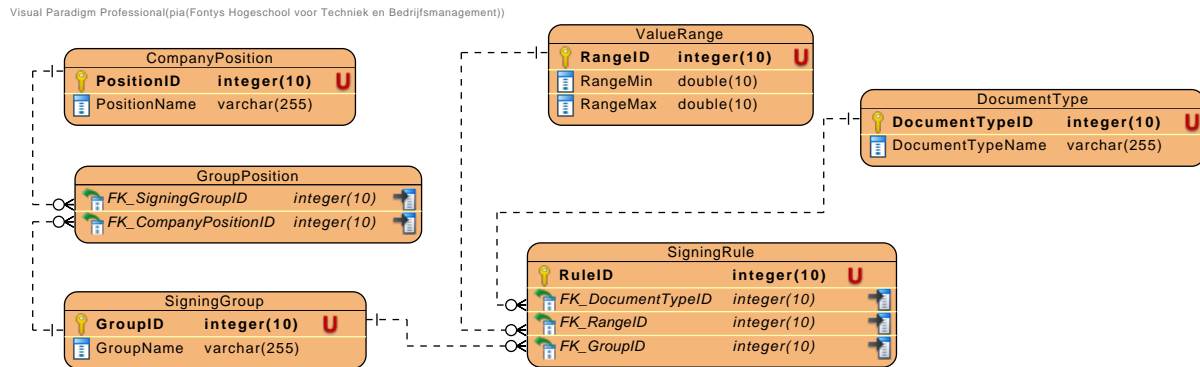 Visual Paradigm Professional(pia(Fontys Hogeschool voor Techniek en Bedrijfsmanagement))
CompanyPosition
PositionID integer(10) U
PositionName varchar(255)
GroupPosition
FK_SigningGroupID integer(10)
FK_CompanyPositionID integer(10)
SigningGroup
GroupID integer(10) U
GroupName varchar(255)
ValueRange
RangeID integer(10) U
RangeMin double(10)
RangeMax double(10)
DocumentType
DocumentTypeID integer(10) U
DocumentTypeName varchar(255)
SigningRule
RuleID integer(10) U
FK_DocumentTypeID integer(10)
FK_RangeID integer(10)
FK_GroupID integer(10)